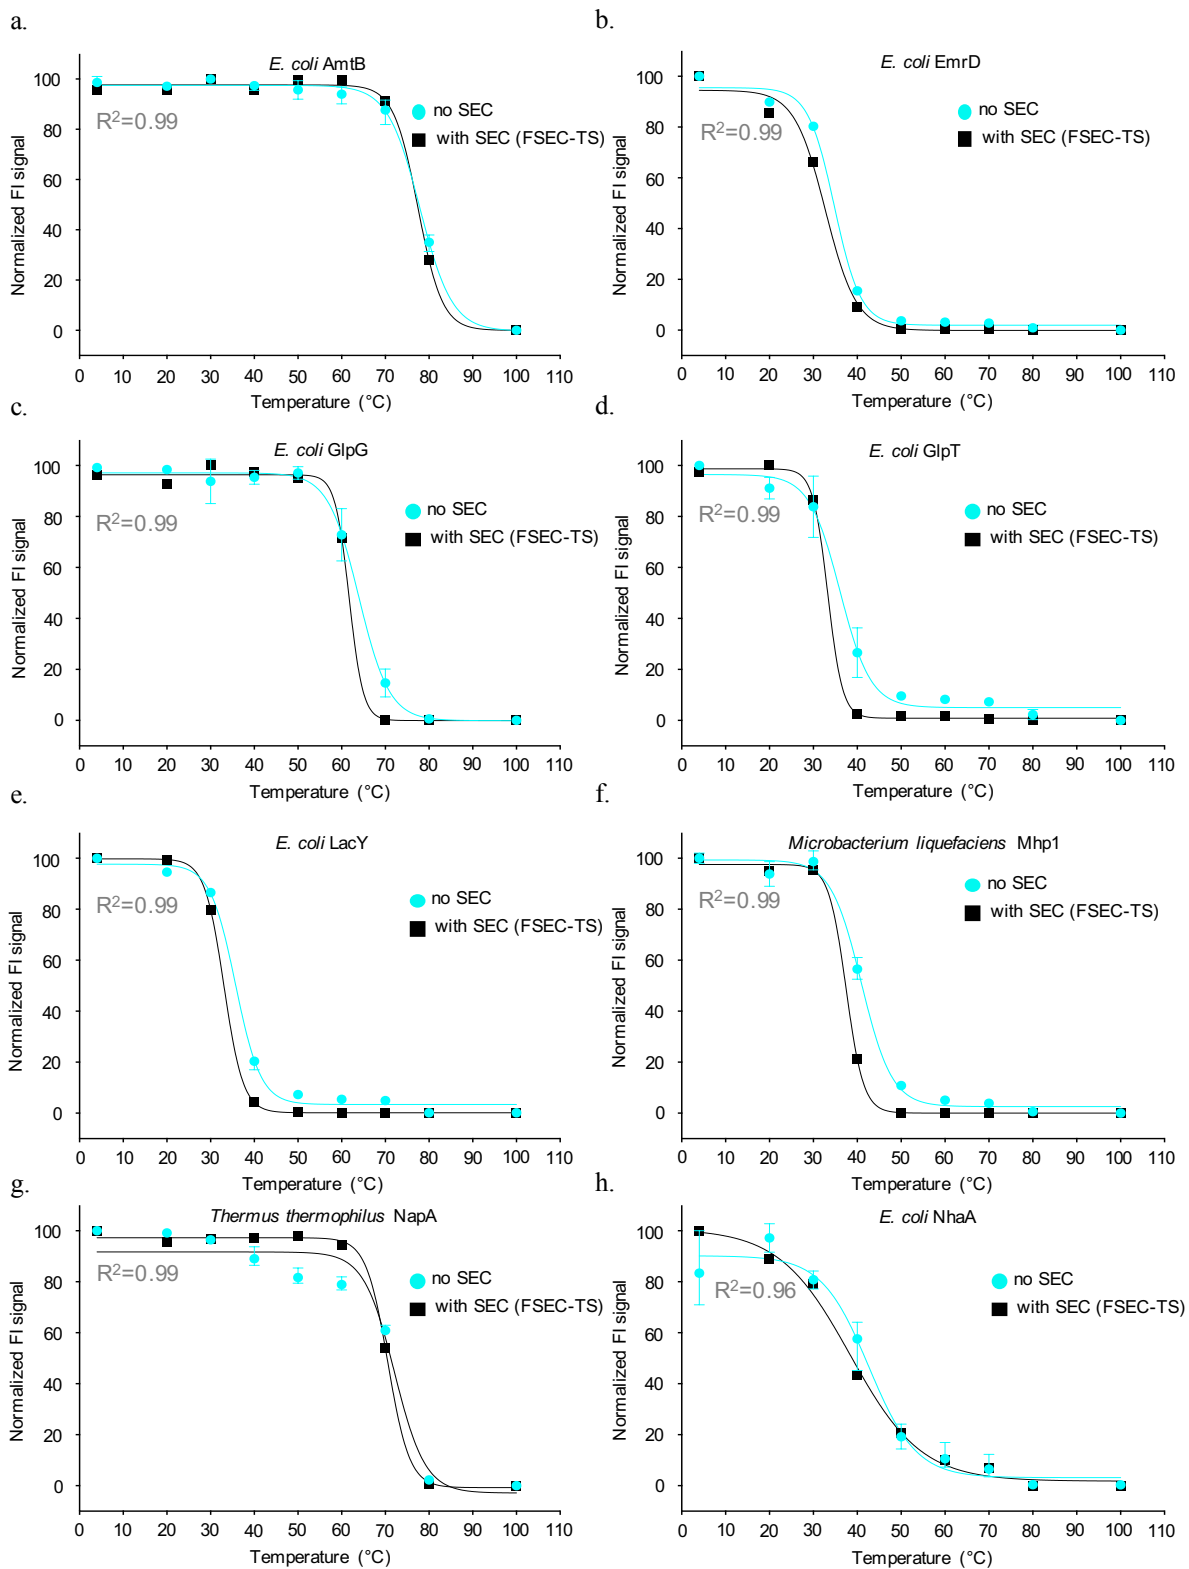 a.
E. coli AmtB
Normalized FI signal
100
80
60
40
20
0
R²=0.99
no SEC
with SEC (FSEC-TS)
0 10 20 30 40 50 60 70 80 90 100 110
Temperature (°C)
b.
E. coli EmrD
Normalized FI signal
100
80
60
40
20
0
R²=0.99
no SEC
with SEC (FSEC-TS)
0 10 20 30 40 50 60 70 80 90 100 110
Temperature (°C)
c.
E. coli GlpG
Normalized FI signal
100
80
60
40
20
0
R²=0.99
no SEC
with SEC (FSEC-TS)
0 10 20 30 40 50 60 70 80 90 100 110
Temperature (°C)
d.
E. coli GlpT
Normalized FI signal
100
80
60
40
20
0
R²=0.99
no SEC
with SEC (FSEC-TS)
0 10 20 30 40 50 60 70 80 90 100 110
Temperature (°C)
e.
E. coli LacY
Normalized FI signal
100
80
60
40
20
0
R²=0.99
no SEC
with SEC (FSEC-TS)
0 10 20 30 40 50 60 70 80 90 100 110
Temperature (°C)
f.
Microbacterium liquefaciens Mhp1
Normalized FI signal
100
80
60
40
20
0
R²=0.99
no SEC
with SEC (FSEC-TS)
0 10 20 30 40 50 60 70 80 90 100 110
Temperature (°C)
g.
Thermus thermophilus NapA
Normalized FI signal
100
80
60
40
20
0
R²=0.99
no SEC
with SEC (FSEC-TS)
0 10 20 30 40 50 60 70 80 90 100 110
Temperature (°C)
h.
E. coli NhaA
Normalized FI signal
100
80
60
40
20
0
R²=0.96
no SEC
with SEC (FSEC-TS)
0 10 20 30 40 50 60 70 80 90 100 110
Temperature (°C)